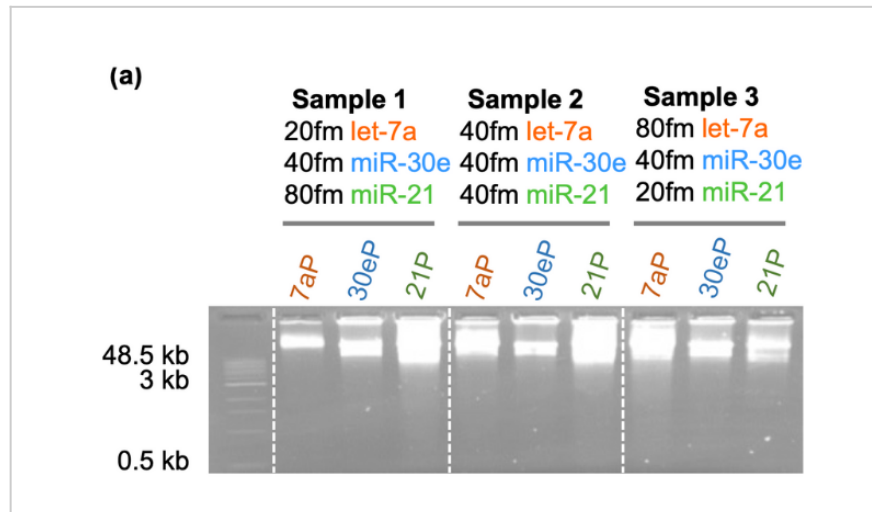 (a)
Sample 1 Sample 2 Sample 3
20fm let-7a 40fm let-7a 80fm let-7a
40fm miR-30e 40fm miR-30e 40fm miR-30e
80fm miR-21 40fm miR-21 20fm miR-21
7aP 30eP 21P 7aP 30eP 21P 7aP 30eP 21P
48.5 kb
3 kb
0.5 kb